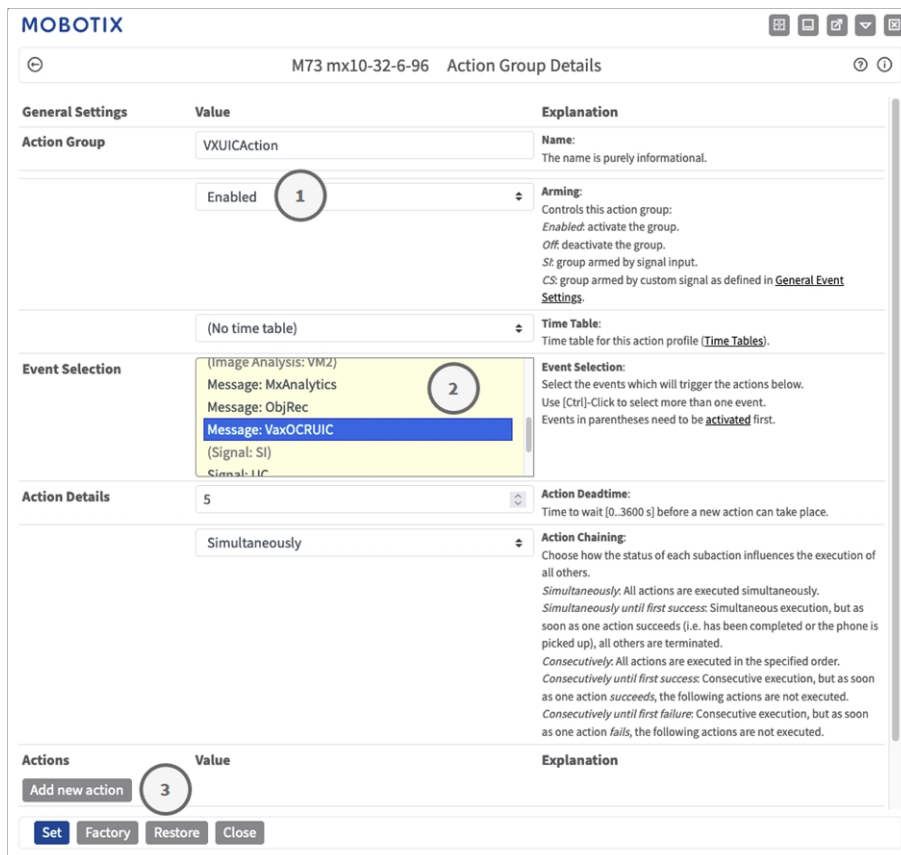 MOBOTIX
M73 mx10-32-6-96 Action Group Details
General Settings Value Explanation
Action Group VXUICAction Name:
The name is purely informational.
Enabled 1 Arming:
Controls this action group:
Enabled: activate the group.
Off: deactivate the group.
SI: group armed by signal input.
CS: group armed by custom signal as defined in General Event
Settings.
(No time table) Time Table:
Time table for this action profile (Time Tables).
Event Selection
(Image Analysis: VM2)
Message: MxAnalytics
Message: ObjRec
Message: VaxOCRUIC
(Signal: SI)
Signal: UC
2
Event Selection:
Select the events which will trigger the actions below.
Use [Ctrl]-Click to select more than one event.
Events in parentheses need to be activated first.
Action Details 5 Action Deadtime:
Time to wait [0..3600 s] before a new action can take place.
Simultaneously Action Chaining:
Choose how the status of each subaction influences the execution of
all others.
Simultaneously: All actions are executed simultaneously.
Simultaneously until first success: Simultaneous execution, but as
soon as one action succeeds (i.e. has been completed or the phone is
picked up), all others are terminated.
Consecutively: All actions are executed in the specified order.
Consecutively until first success: Consecutive execution, but as soon
as one action succeeds, the following actions are not executed.
Consecutively until first failure: Consecutive execution, but as soon
as one action fails, the following actions are not executed.
Actions Value Explanation
Add new action 3
Set Factory Restore Close